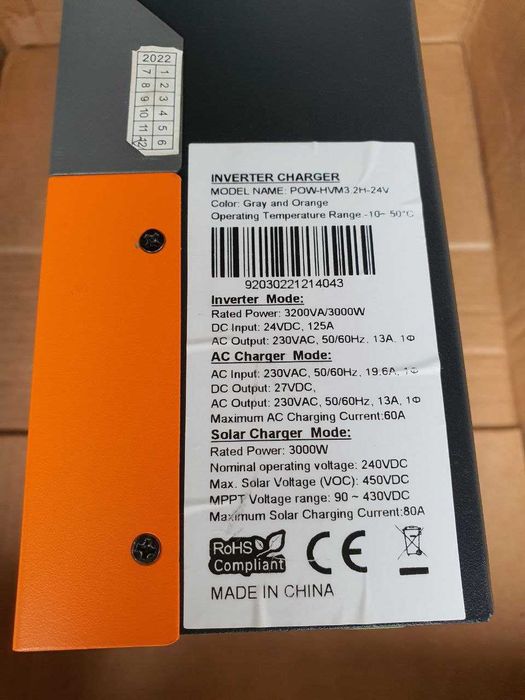 2022
1 2 3 4 5 6
7 8 9 10 11 12
INVERTER CHARGER
MODEL NAME: POW-HVM3.2H-24V
Color: Gray and Orange
Operating Temperature Range:-10~ 50°C
92030221214043
Inverter Mode:
Rated Power: 3200VA/3000W
DC Input: 24VDC, 125A
AC Output: 230VAC, 50/60Hz, 13A, 1Φ
AC Charger Mode:
AC Input: 230VAC, 50/60Hz, 19.6A, 1Φ
DC Output: 27VDC,
AC Output: 230VAC, 50/60Hz, 13A, 1Φ
Maximum AC Charging Current:60A
Solar Charger Mode:
Rated Power: 3000W
Nominal operating voltage: 240VDC
Max. Solar Voltage (VOC): 450VDC
MPPT Voltage range: 90 ~ 430VDC
Maximum Solar Charging Current:80A
RoHS
Compliant
CE
MADE IN CHINA